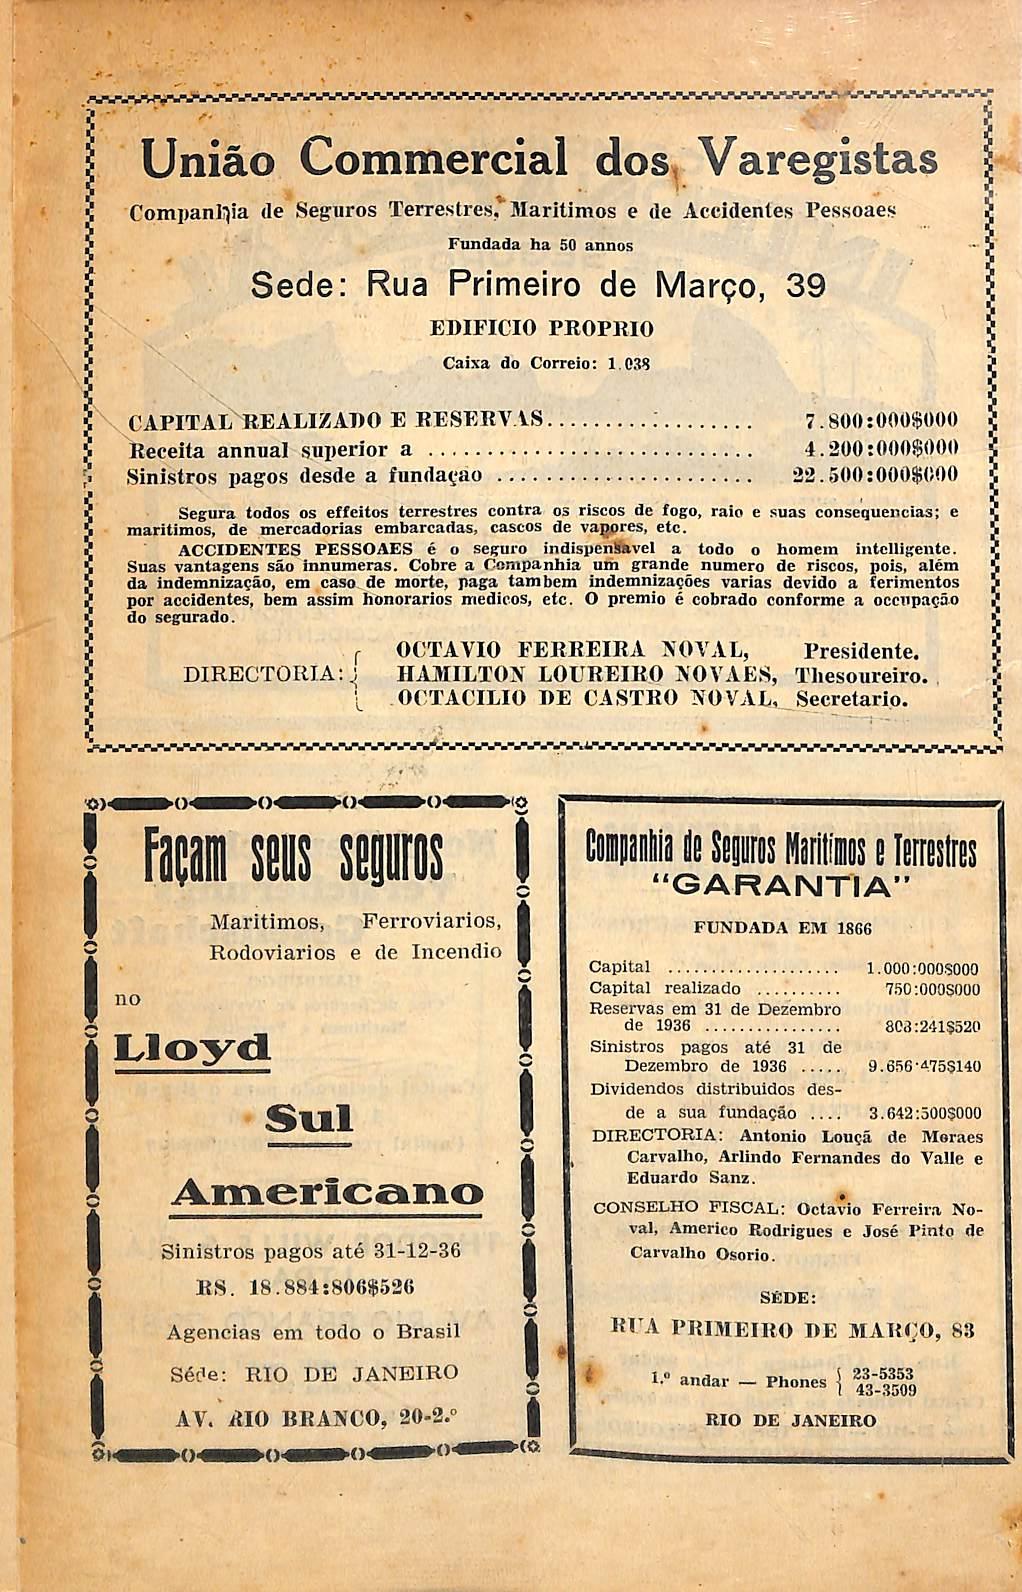 União Commercial dos Varegistas
Companhia de Seguros Terrestres, Maritimos e de Accidentes Pessoaes
Fundada ha 50 annos
Sede: Rua Primeiro de Março, 39
EDIFICIO PROPRIO
Caixa do Correio: 1.038
CAPITAL REALIZADO E RESERVAS.................. 7.800:000$000
Receita annual superior a ............................ 4.200:000$000
Sinistros pagos desde a fundação ...................... 22.500:000$000
Segura todos os effeitos terrestres contra os riscos de fogo, raio e suas consequencias; e
maritimos, de mercadorias embarcadas, cascos de vapores, etc.
ACCIDENTES PESSOAES é o seguro indispensavel a todo o homem intelligente.
Suas vantagens são innumeras. Cobre a Companhia um grande numero de riscos, pois, além
da indemnização, em caso de morte, paga tambem indemnizações varias devido a ferimentos
por accidentes, bem assim honorarios medicos, etc. O premio é cobrado conforme a occupação
do segurado.
DIRECTORIA:
OCTAVIO FERREIRA NOVAL, Presidente.
HAMILTON LOUREIRO NOVAES, Thesoureiro.
OCTACILIO DE CASTRO NOVAL, Secretario.
Façam seus seguros
Maritimos, Ferroviarios,
Rodoviarios e de Incendio
no
Lloyd
Sul
Americano
Sinistros pagos até 31-12-36
RS. 18.884:806$526
Agencias em todo o Brasil
Séde: RIO DE JANEIRO
AV. RIO BRANCO, 20-2.º
Companhia de Seguros Maritimos e Terrestres
"GARANTIA"
FUNDADA EM 1866
Capital .................... 1.000:000$000
Capital realizado .......... 750:000$000
Reservas em 31 de Dezembro
de 1936 ................ 808:241$520
Sinistros pagos até 31 de
Dezembro de 1936 ..... 9.656:475$140
Dividendos distribuidos des-
de a sua fundação .... 3.642:500$000
DIRECTORIA: Antonio Louçã de Moraes
Carvalho, Arlindo Fernandes do Valle e
Eduardo Sanz.
CONSELHO FISCAL: Octavio Ferreira No-
val, Americo Rodrigues e José Pinto de
Carvalho Osorio.
SÉDE:
RUA PRIMEIRO DE MARÇO, 83
1.º andar — Phones { 23-5353
43-3509
RIO DE JANEIRO